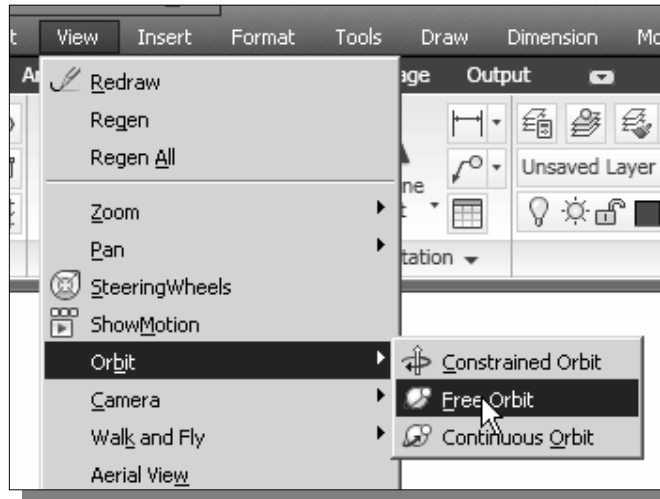 View Insert Format Tools Draw Dimension
Output
Redraw
Regen
Regen All
Unsaved Layer
Zoom
Pan
SteeringWheels
ShowMotion
Orbit
Constrained Orbit
Camera
Free Orbit
Walk and Fly
Continuous Orbit
Aerial View